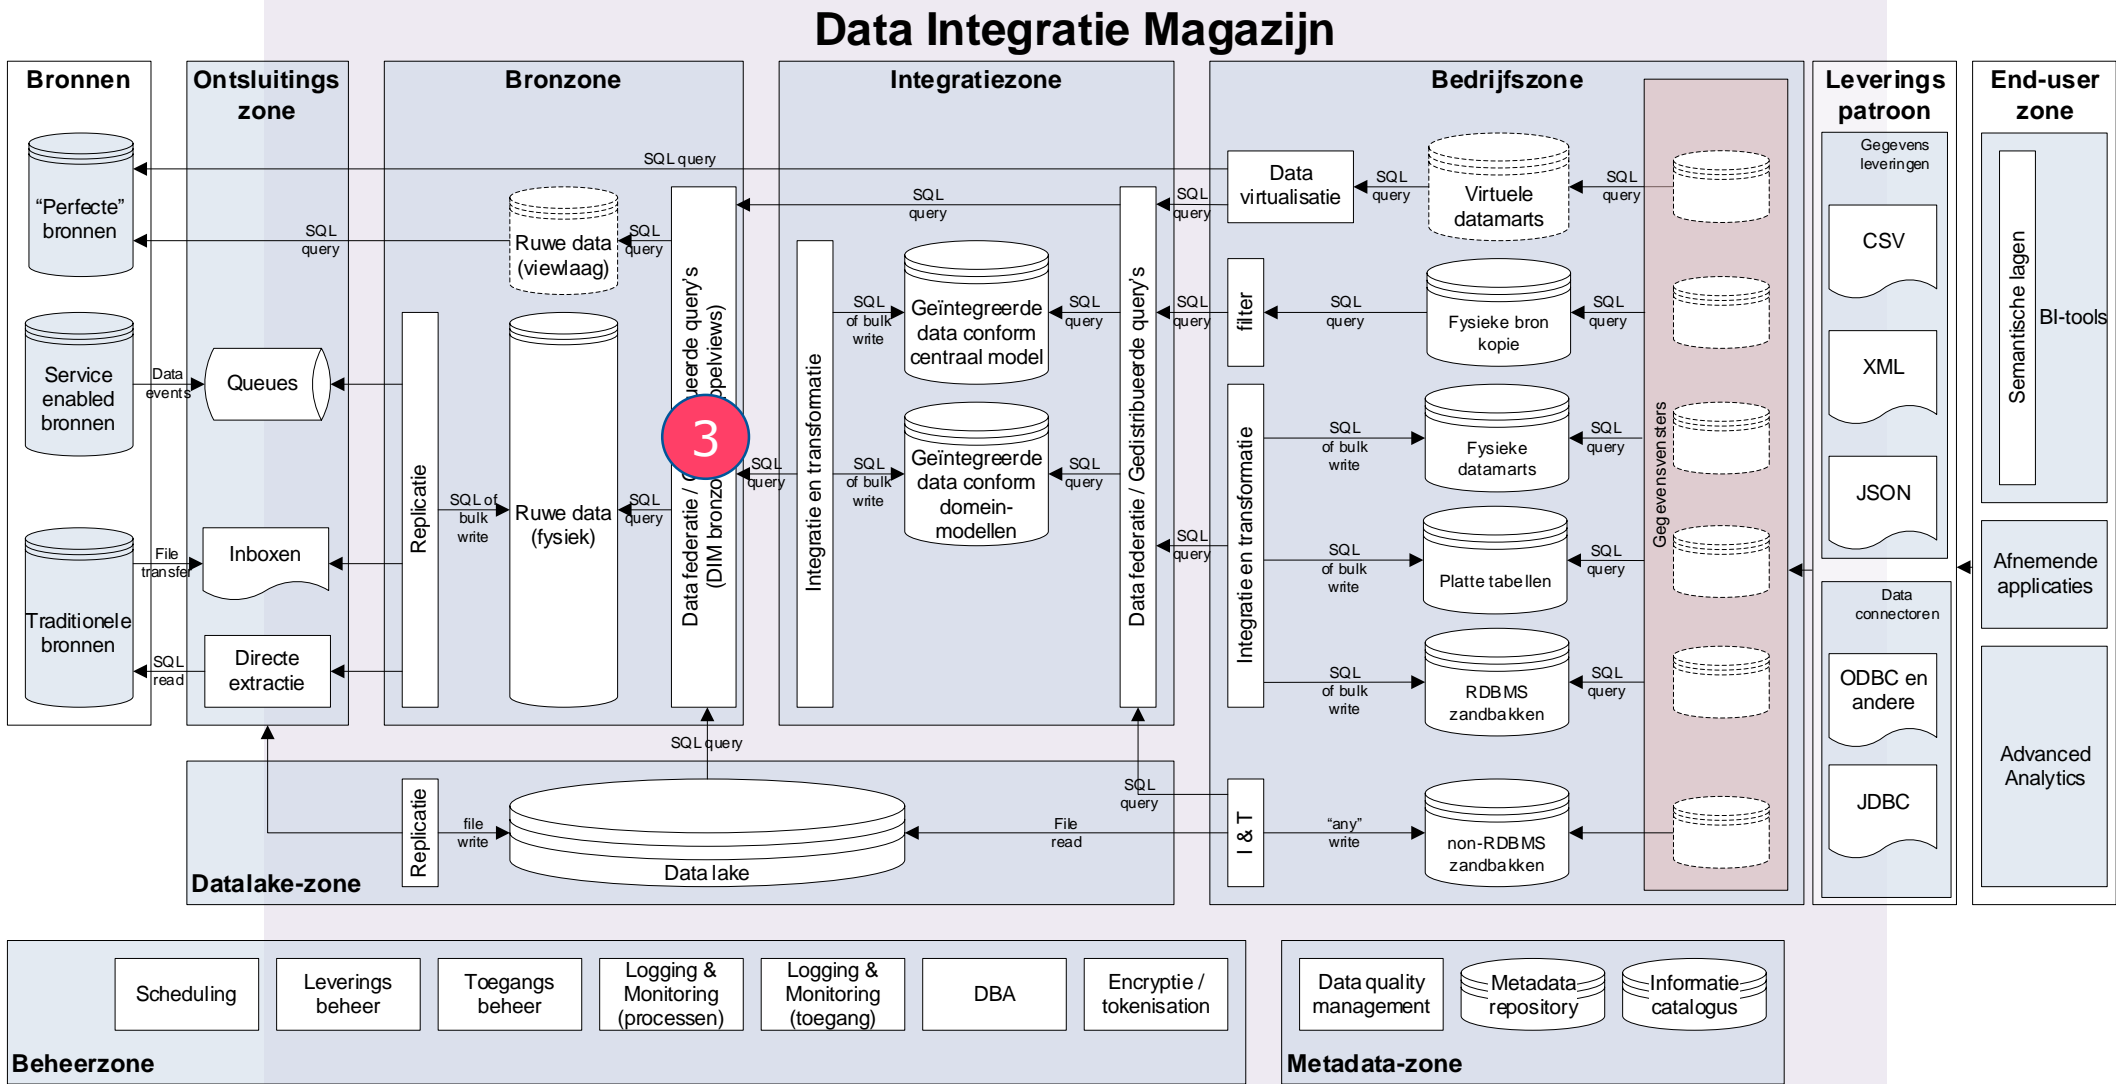 Data Integratie Magazijn
Bronnen
“Perfecte”
bronnen
Service
enabled
bronnen
Traditionele
bronnen
Data
events
File
transfer
SQL
read
Ontsluitings
zone
Queues
Inboxen
Directe
extractie
Bronzone
SQL query
SQL
query
Ruwe data
(viewlaag)
SQL
query
Replicatie
SQL of
bulk
write
Ruwe data
(fysiek)
SQL
query
Data federatie /
(DIM
3
SQL query
SQL
query
SQL
query
Integratiezone
Integratie en transformatie
SQL
of bulk
write
Geïntegreerde
data conform
centraal model
SQL
query
SQL
of bulk
write
Geïntegreerde
data conform
domein-
modellen
SQL
query
Data federatie / Gedistribueerde query’s
SQL
query
SQL
query
SQL
query
SQL
query
Bedrijfszone
Data
virtualisatie
SQL
query
Virtuele
datamarts
SQL
query
filter
SQL
query
Fysieke bron
kopie
SQL
query
Integratie en transformatie
SQL
of bulk
write
Fysieke
datamarts
SQL
query
SQL
of bulk
write
Platte tabellen
SQL
query
SQL
of bulk
write
RDBMS
zandbakken
SQL
query
I & T
“any”
write
non-RDBMS
zandbakken
Gegevensvensters
Leverings
patroon
Gegevens
leveringen
CSV
XML
JSON
Data
connectoren
ODBC en
andere
JDBC
End-user
zone
Semantische lagen
BI-tools
Afnemende
applicaties
Advanced
Analytics
Datalake-zone
Replicatie
file
write
Data lake
File
read
Beheerzone
Scheduling
Leverings
beheer
Toegangs
beheer
Logging &
Monitoring
(processen)
Logging &
Monitoring
(toegang)
DBA
Encryptie /
tokenisation
Metadata-zone
Data quality
management
Metadata
repository
Informatie
catalogus